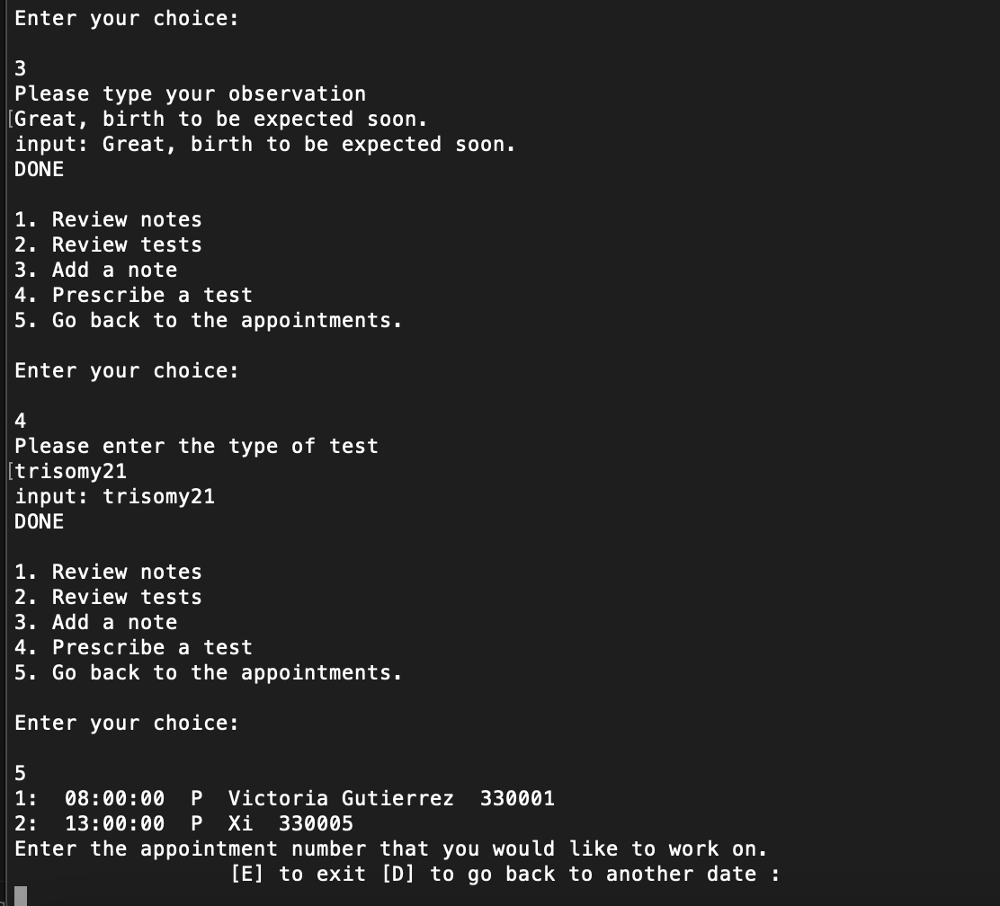 Enter your choice:
3
Please type your observation
[Great, birth to be expected soon.
input: Great, birth to be expected soon.
DONE
1. Review notes
2. Review tests
3. Add a note
4. Prescribe a test
5. Go back to the appointments.
Enter your choice:
4
Please enter the type of test
[trisomy21
input: trisomy21
DONE
1. Review notes
2. Review tests
3. Add a note
4. Prescribe a test
5. Go back to the appointments.
Enter your choice:
5
1:  08:00:00  P  Victoria Gutierrez  330001
2:  13:00:00  P  Xi  330005
Enter the appointment number that you would like to work on.
[E] to exit [D] to go back to another date :